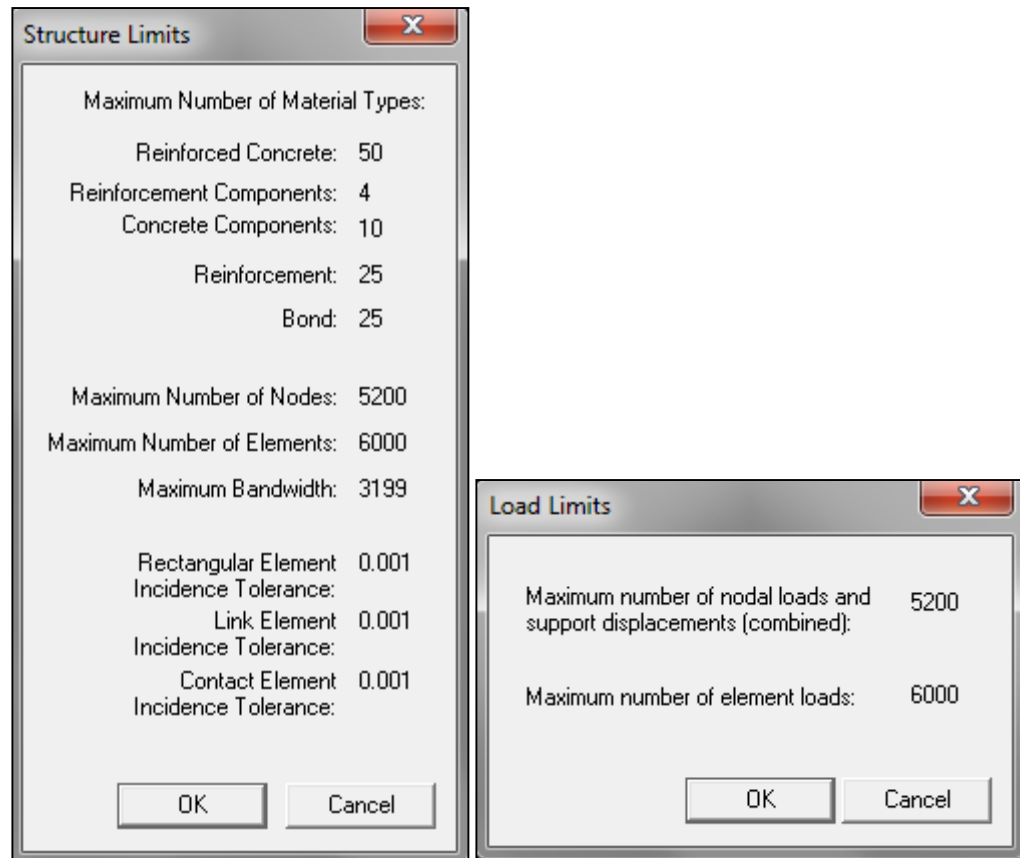 Structure Limits
Maximum Number of Material Types:
Reinforced Concrete: 50
Reinforcement Components: 4
Concrete Components: 10
Reinforcement: 25
Bond: 25
Maximum Number of Nodes: 5200
Maximum Number of Elements: 6000
Maximum Bandwidth: 3199
Rectangular Element 0.001
Incidence Tolerance:
Link Element 0.001
Incidence Tolerance:
Contact Element 0.001
Incidence Tolerance:
OK Cancel
Load Limits
Maximum number of nodal loads and 5200
support displacements (combined):
Maximum number of element loads: 6000
OK Cancel